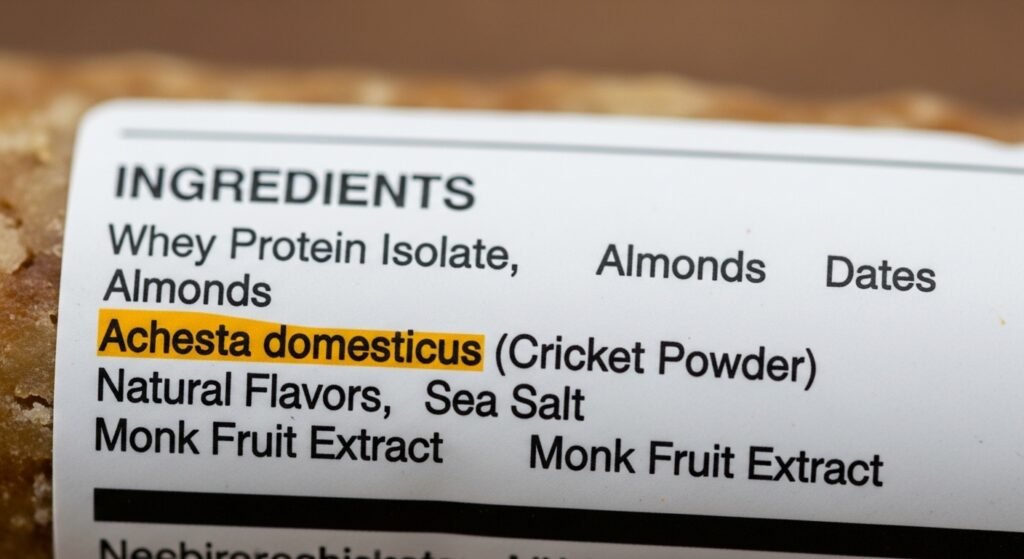 INGREDIENTS
Whey Protein Isolate, Almonds Dates
Almonds
Achesta domesticus (Cricket Powder)
Natural Flavors, Sea Salt
Monk Fruit Extract Monk Fruit Extract